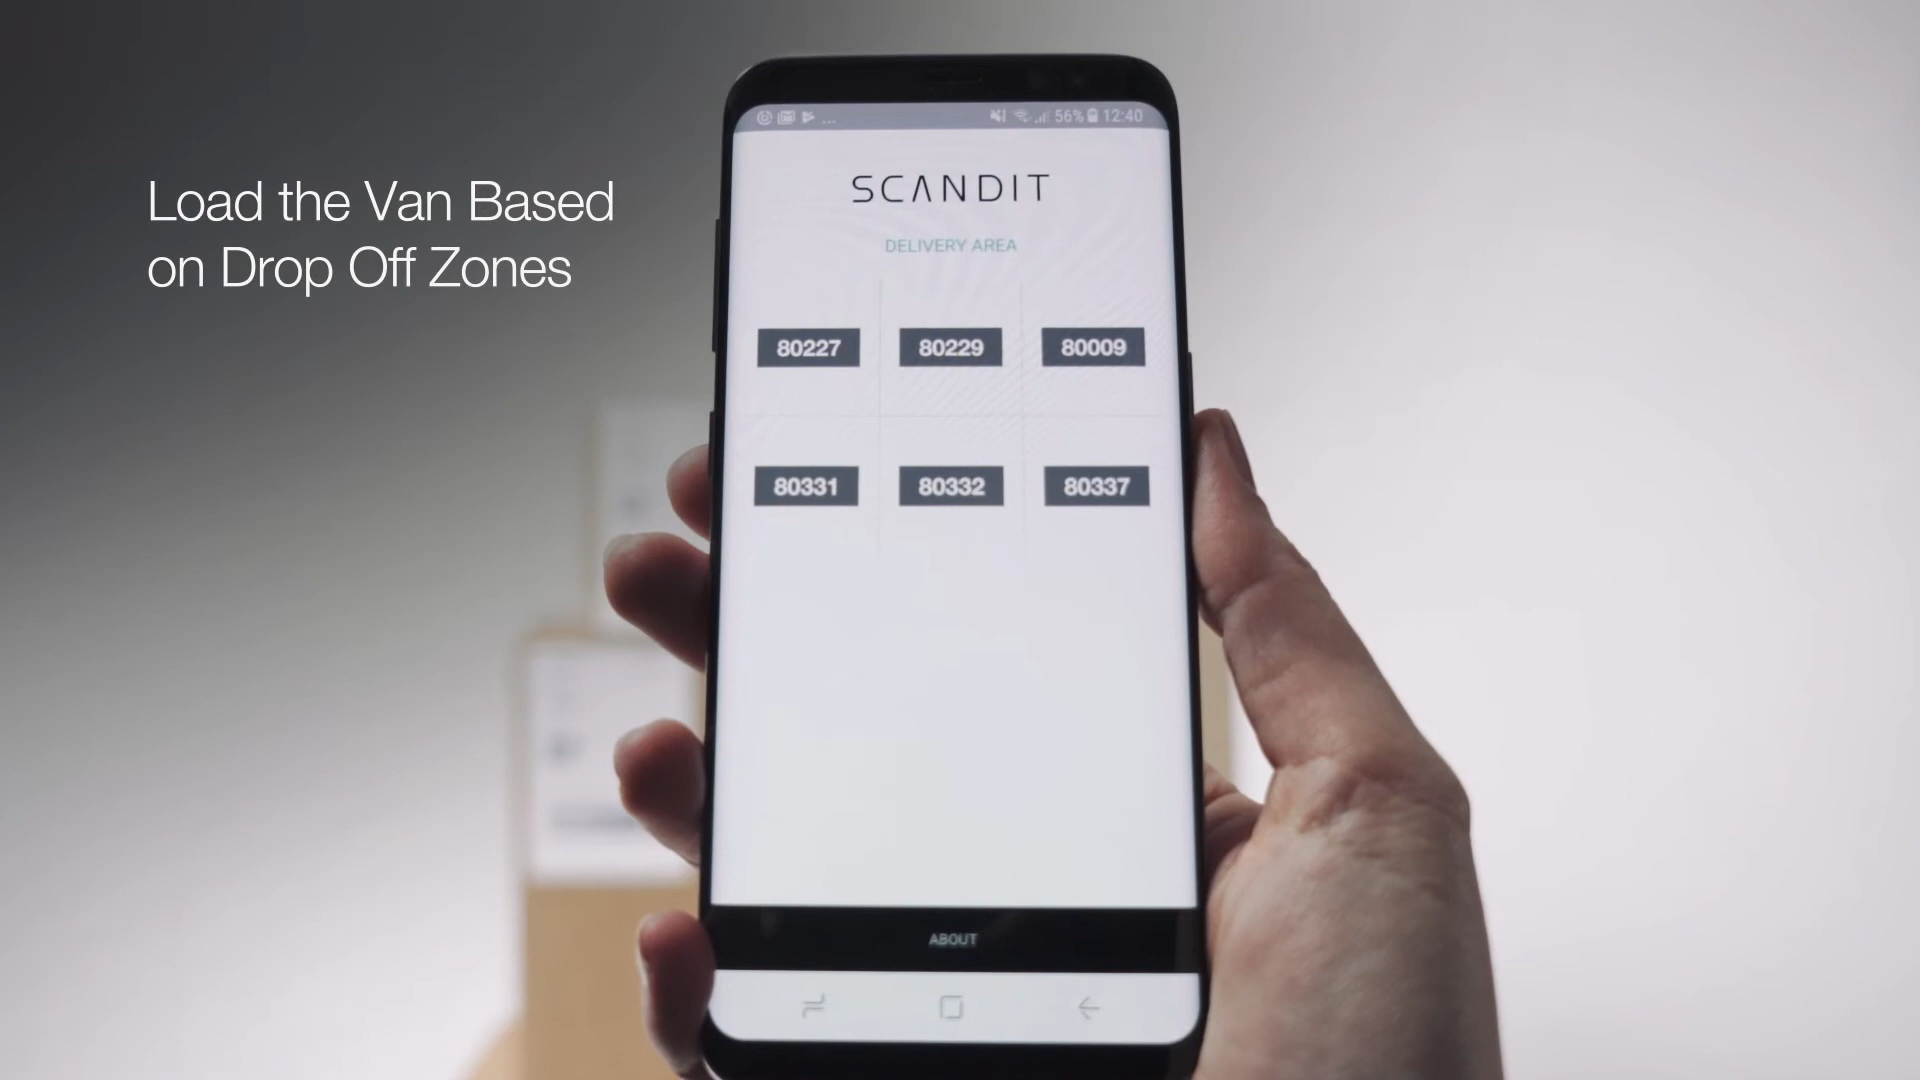 Load the Van Based
on Drop Off Zones
56% 12:40
SCANDIT
DELIVERY AREA
80227 80229 80009
80331 80332 80337
ABOUT